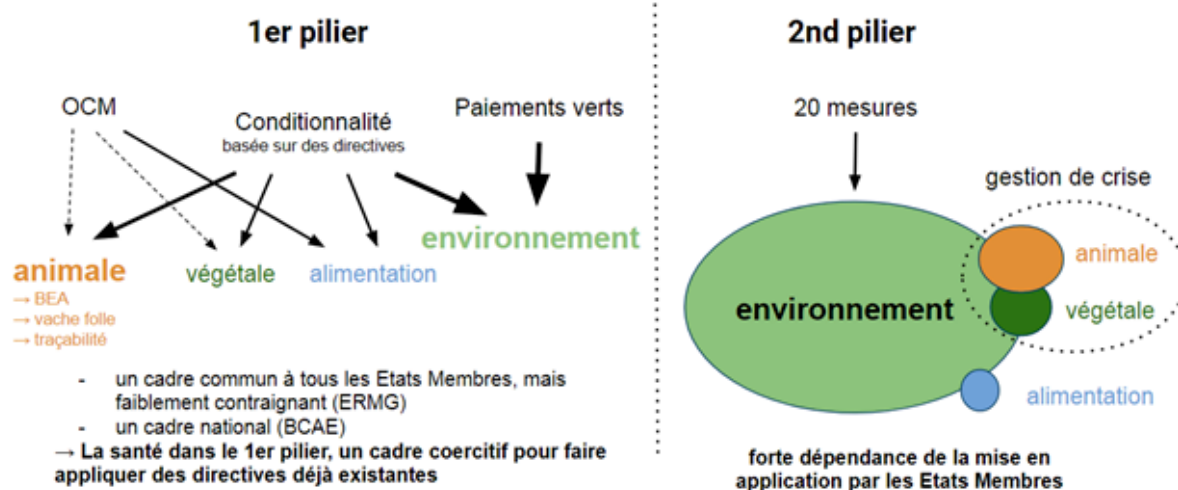 1er pilier
OCM
Conditionnalité
basée sur des directives
Paiements verts
animale
→ BEA
→ vache folle
→ traçabilité
végétale
alimentation
environnement
- un cadre commun à tous les Etats Membres, mais
faiblement contraignant (ERMG)
- un cadre national (BCAE)
→ La santé dans le 1er pilier, un cadre coercitif pour faire
appliquer des directives déjà existantes
2nd pilier
20 mesures
gestion de crise
environnement
animale
végétale
alimentation
forte dépendance de la mise en
application par les Etats Membres